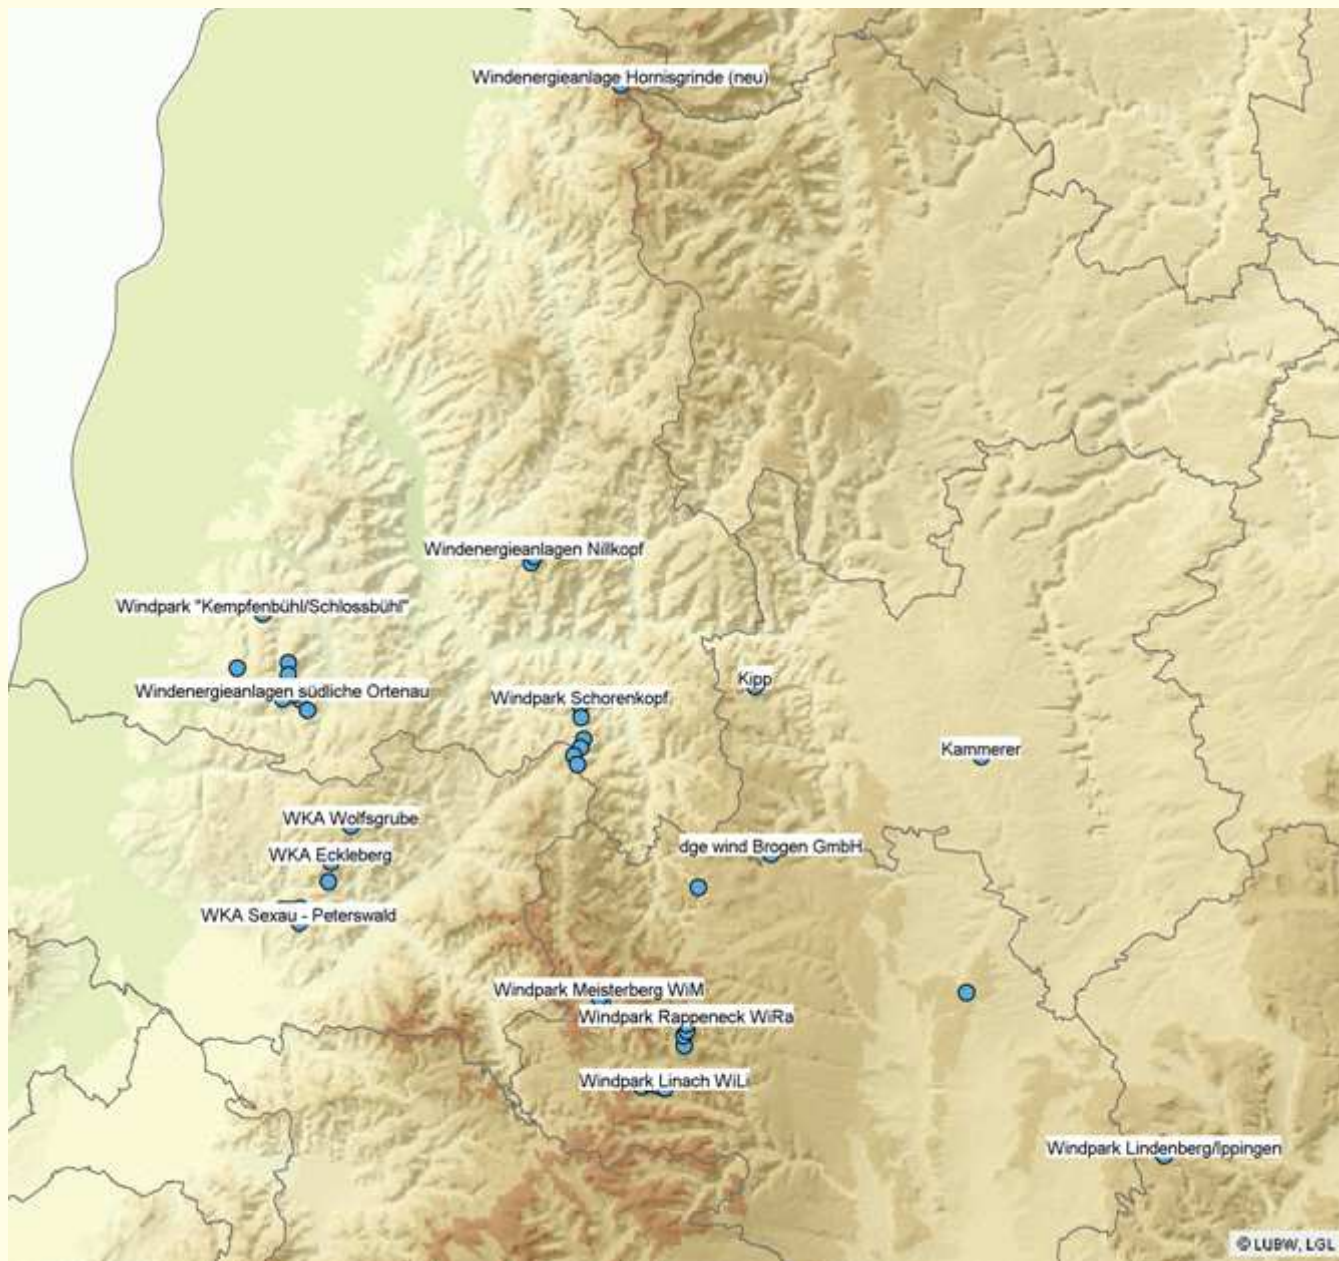 Windenergieanlage Hornisgrinde (neu)
Windenergieanlagen Nillkopf
Windpark "Kempfenbühl/Schlossbühl"
Kipp
Windenergieanlagen südliche Ortenau
Windpark Schorenkopf
Kammerer
WKA Wolfsgrube
dge wind Brogen GmbH
WKA Eckleberg
WKA Sexau - Peterswald
Windpark Meisterberg WiM
Windpark Rappeneck WiRa
Windpark Linach WiLi
Windpark Lindenberg/Ippingen
© LUBW, LGL